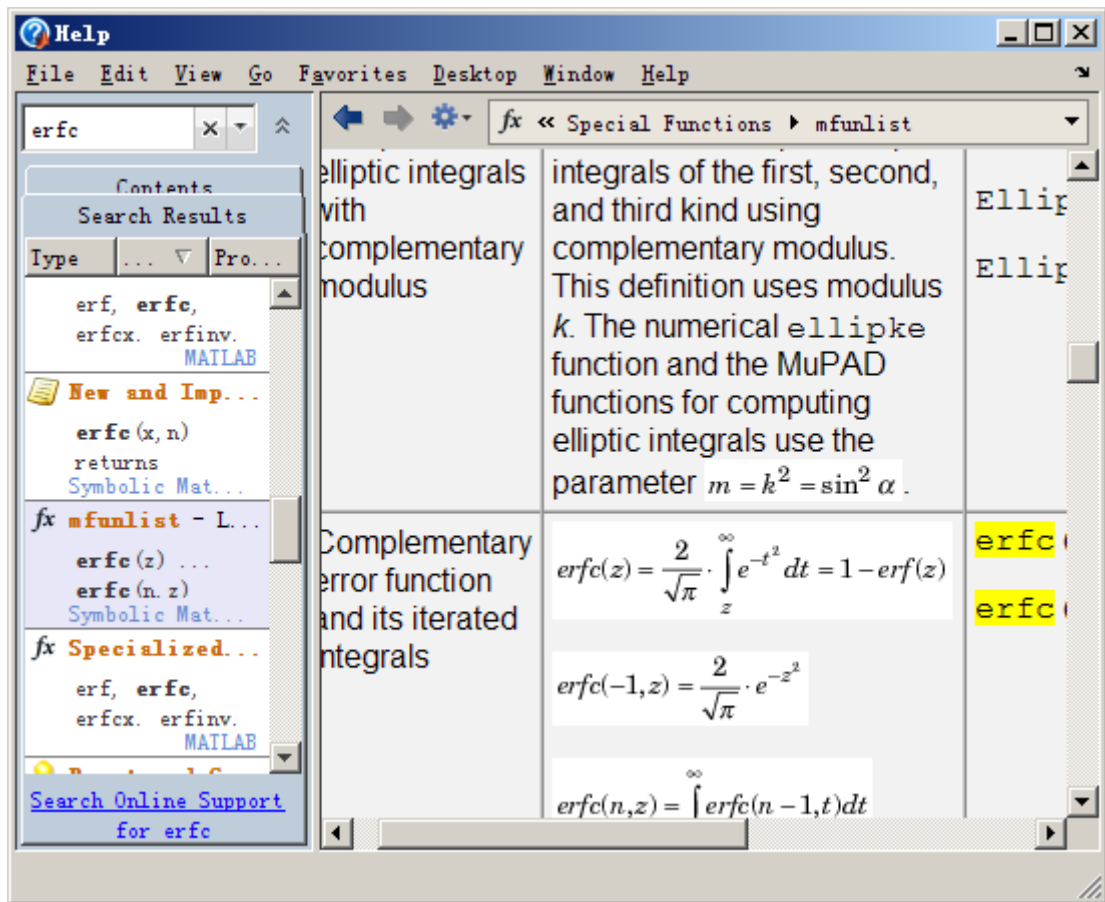 Help
File Edit View Go Favorites Desktop Window Help
erfc
fx « Special Functions ▶ mfunlist
Contents
Search Results
Type ... Pro...
erf, erfc,
erfcx. erfinv.
MATLAB
New and Imp...
erfc(x,n)
returns
Symbolic Mat...
fx mfunlist - L...
erfc(z) ...
erfc(n.z)
Symbolic Mat...
fx Specialized...
erf, erfc,
erfcx. erfinv.
MATLAB
Search Online Support
for erfc
elliptic integrals
with
complementary
modulus
integrals of the first, second,
and third kind using
complementary modulus.
This definition uses modulus
k. The numerical ellipke
function and the MuPAD
functions for computing
elliptic integrals use the
parameter m = k² = sin² α.
Ellip
Ellip
Complementary
error function
and its iterated
integrals
erfc(z) = 2/√π · ∫_z^∞ e^{-t²} dt = 1 − erf(z)
erfc(−1,z) = 2/√π · e^{-z²}
erfc(n,z) = ∫^∞ erfc(n−1,t)dt
erfc(
erfc(